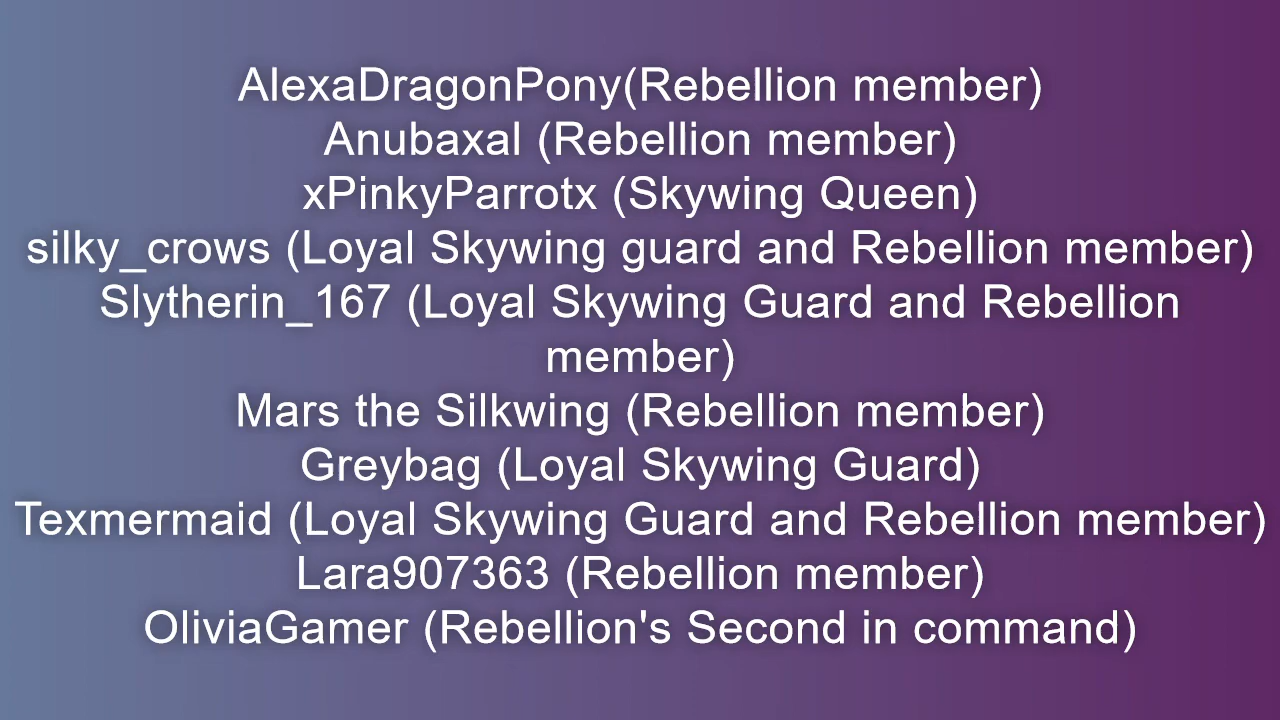 AlexaDragonPony(Rebellion member)
Anubaxal (Rebellion member)
xPinkyParrotx (Skywing Queen)
silky_crows (Loyal Skywing guard and Rebellion member)
Slytherin_167 (Loyal Skywing Guard and Rebellion
member)
Mars the Silkwing (Rebellion member)
Greybag (Loyal Skywing Guard)
Texmermaid (Loyal Skywing Guard and Rebellion member)
Lara907363 (Rebellion member)
OliviaGamer (Rebellion's Second in command)